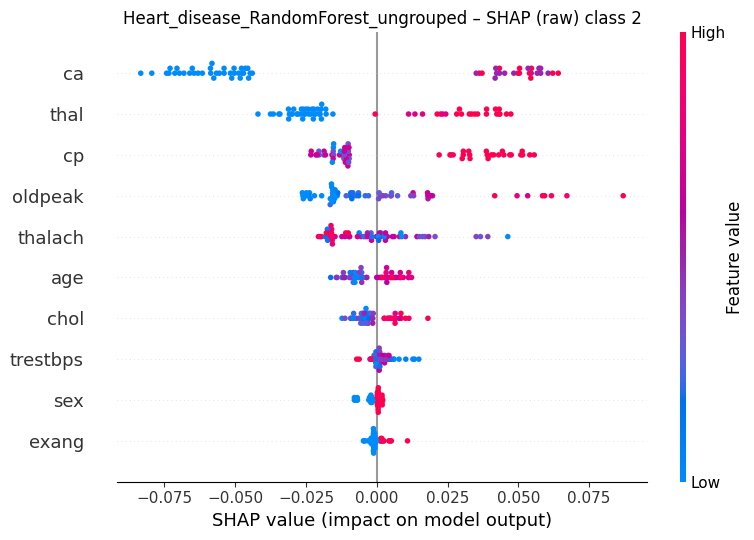 Heart_disease_RandomForest_ungrouped – SHAP (raw) class 2
High
ca
thal
cp
oldpeak
thalach
age
chol
trestbps
sex
exang
Feature value
Low
−0.075 −0.050 −0.025 0.000 0.025 0.050 0.075
SHAP value (impact on model output)